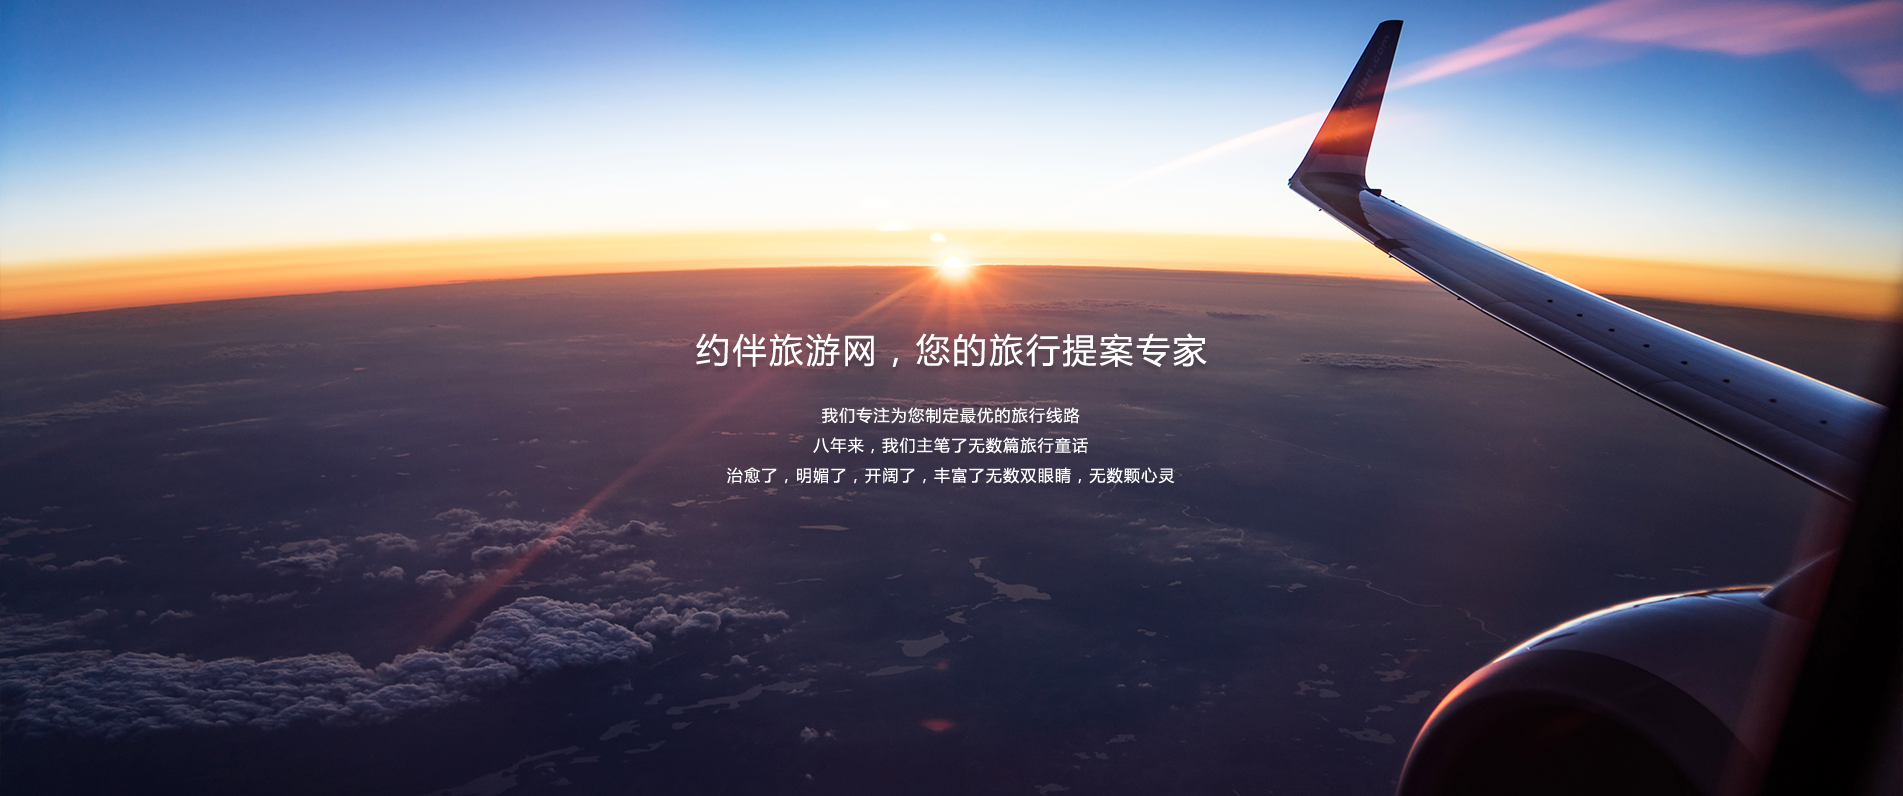 约伴旅游网，您的旅行提案专家
我们专注为您制定最优的旅行线路
八年来，我们主笔了无数篇旅行童话
治愈了，明媚了，开阔了，丰富了无数双眼睛，无数颗心灵